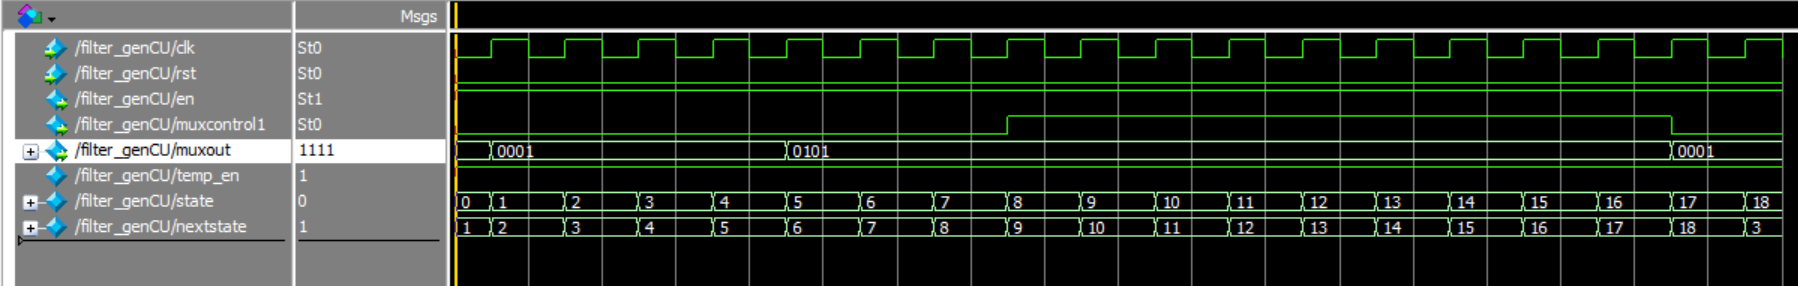 Msgs
/filter_genCU/clk St0
/filter_genCU/rst St0
/filter_genCU/en St1
/filter_genCU/muxcontrol1 St0
/filter_genCU/muxout 1111 0001 0101 0001
/filter_genCU/temp_en 1
/filter_genCU/state 0 0 1 2 3 4 5 6 7 8 9 10 11 12 13 14 15 16 17 18
/filter_genCU/nextstate 1 1 2 3 4 5 6 7 8 9 10 11 12 13 14 15 16 17 18 3